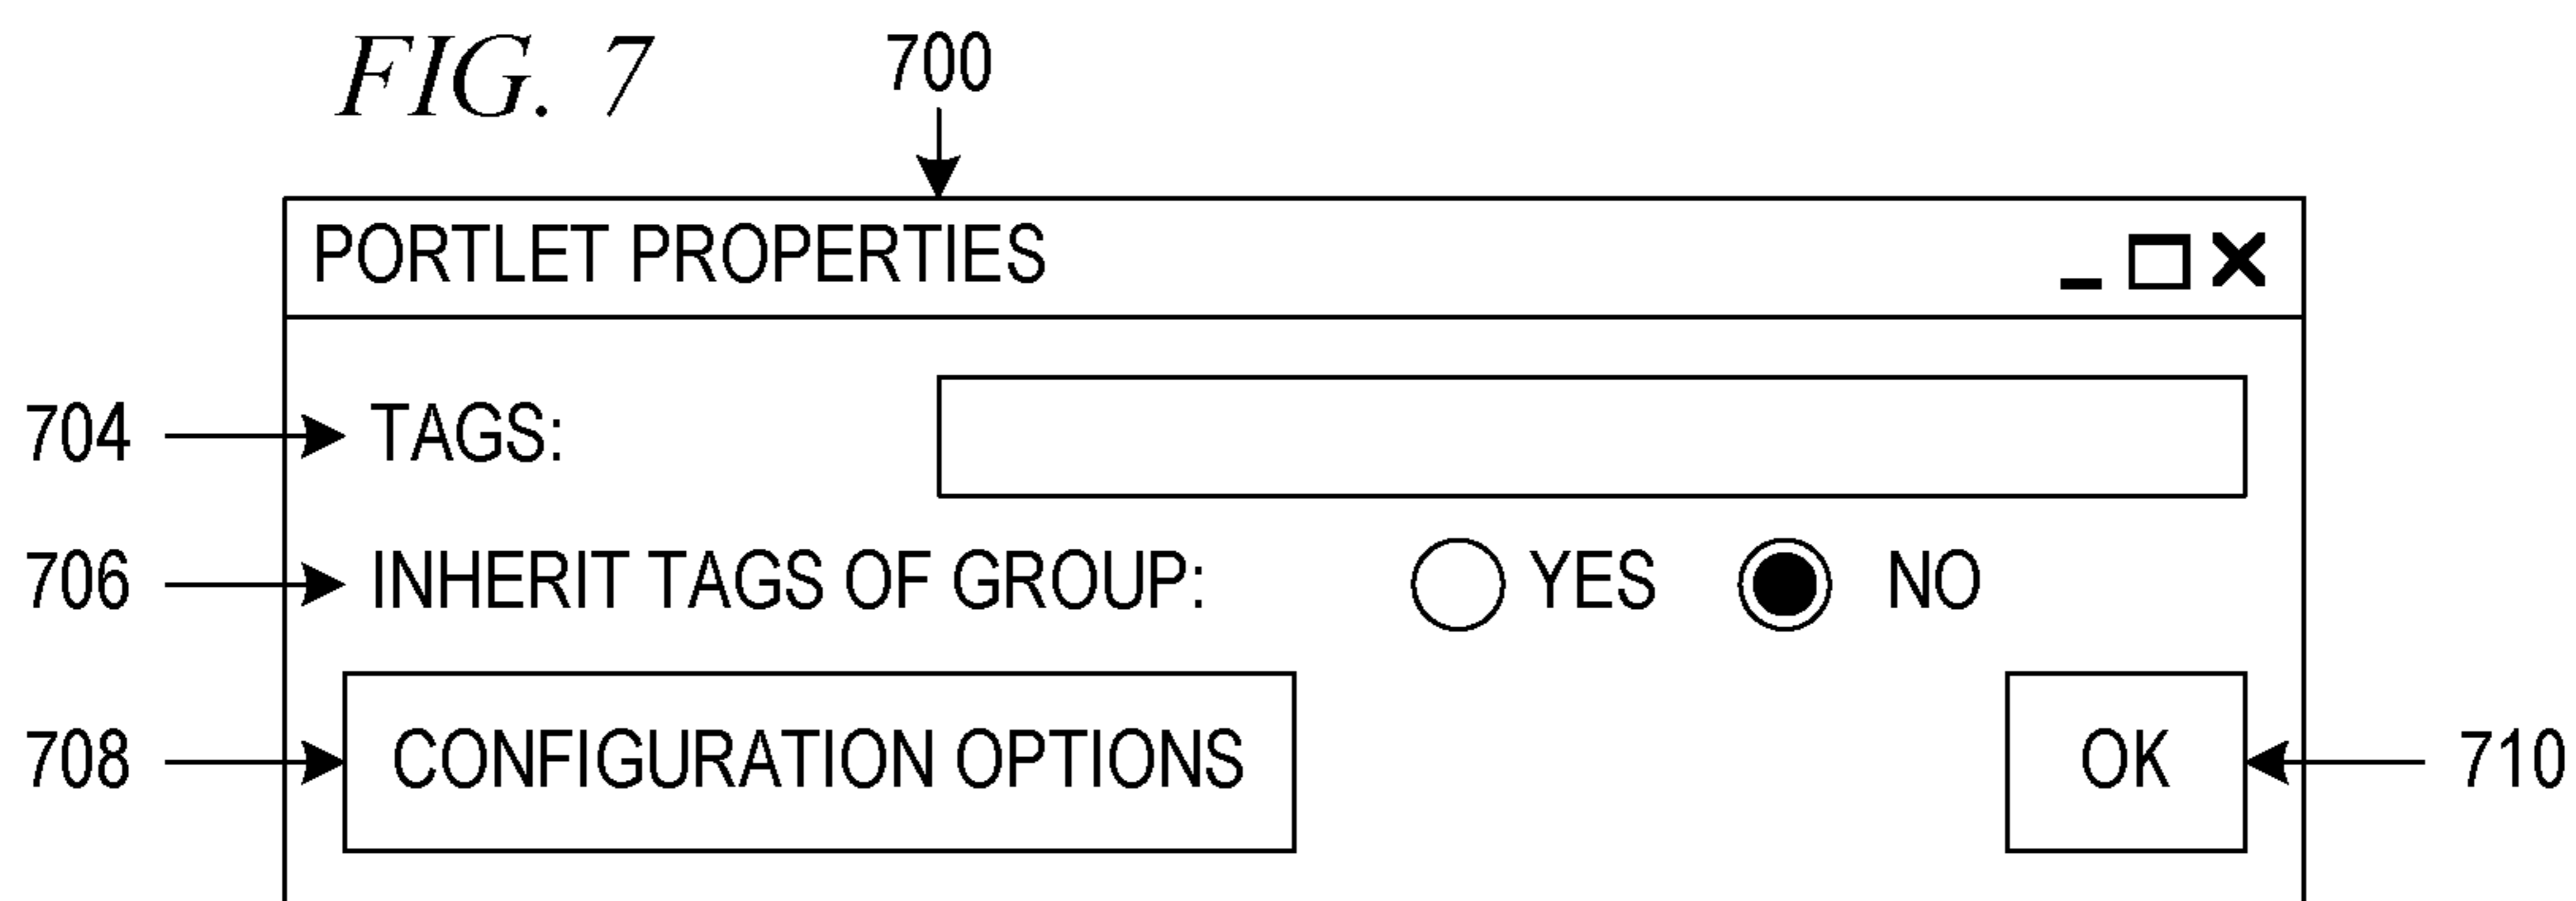 FIG. 7
700
PORTLET PROPERTIES
704 TAGS:
706 INHERIT TAGS OF GROUP: YES NO
708 CONFIGURATION OPTIONS OK 710